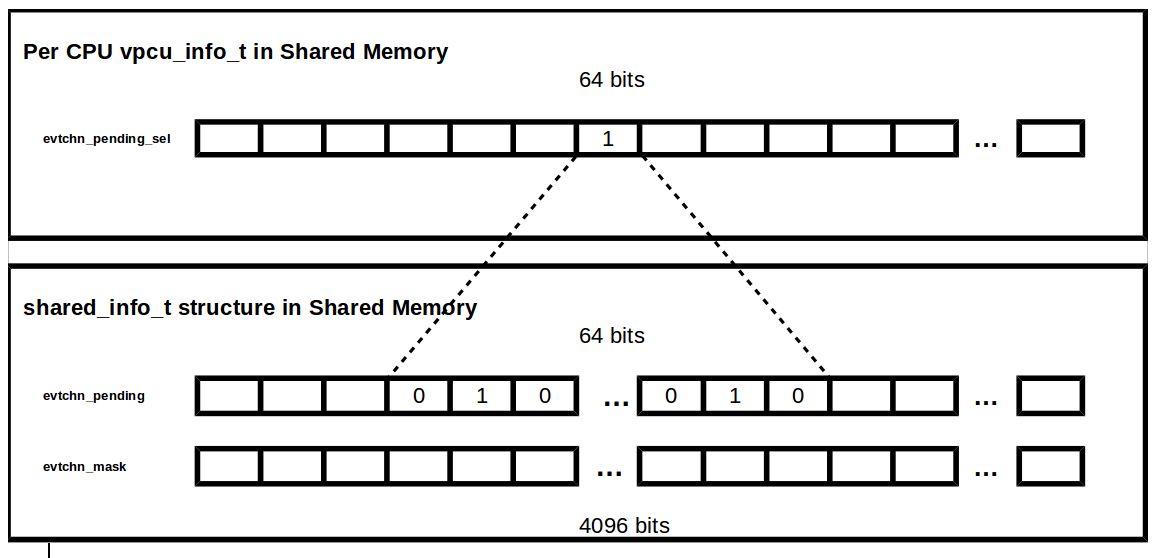 Per CPU vpcu_info_t in Shared Memory
64 bits
evtchn_pending_sel
1
...
shared_info_t structure in Shared Memory
64 bits
evtchn_pending
0 1 0 ... 0 1 0 ...
evtchn_mask
... ...
4096 bits